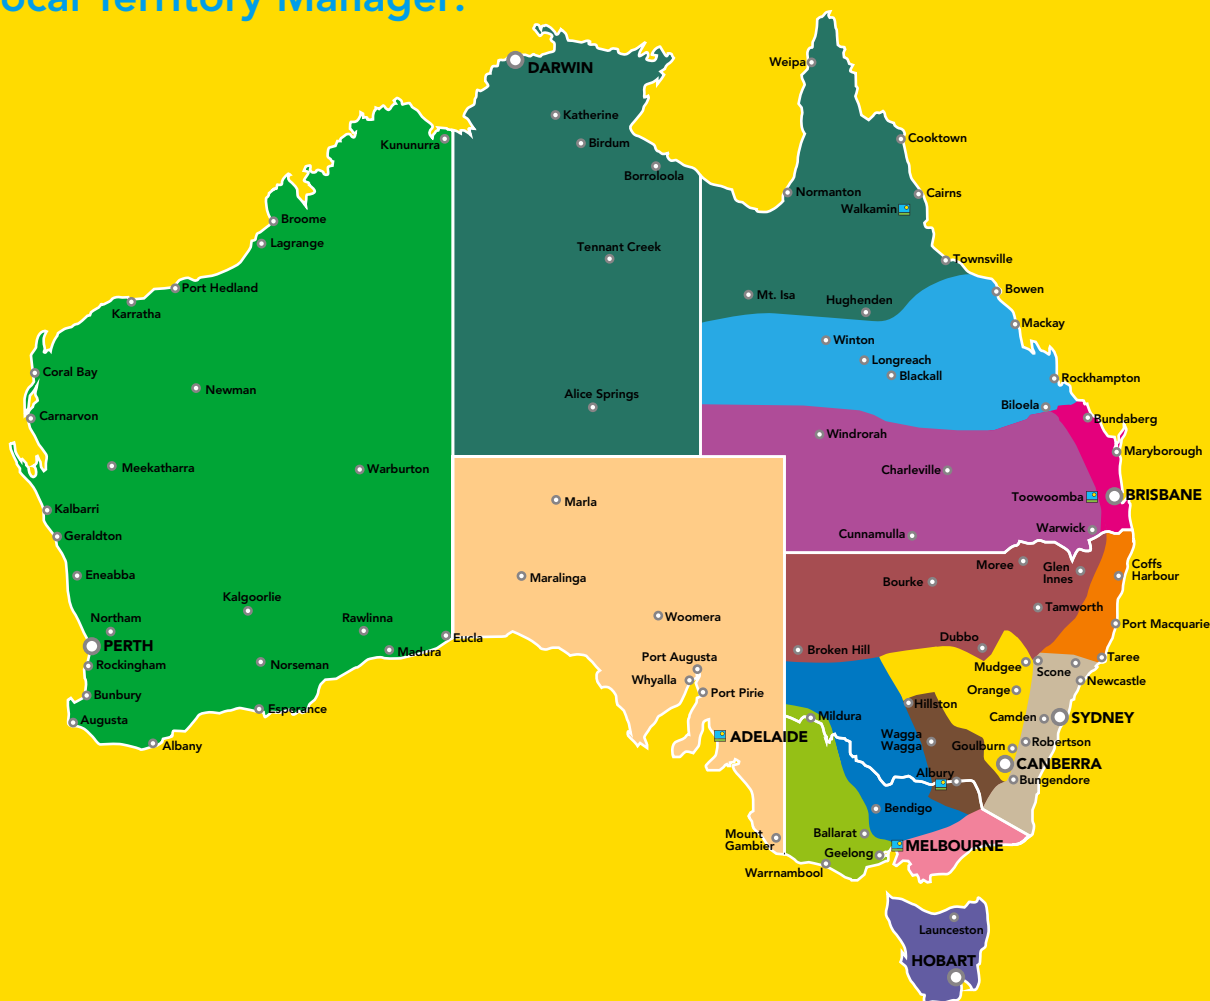 ocal Territory Manager.
DARWIN
Weipa
Katherine
Kununurra
Birdum
Cooktown
Borroloola
Normanton
Cairns
Walkamin
Broome
Lagrange
Tennant Creek
Townsville
Port Hedland
Karratha
Mt. Isa
Hughenden
Bowen
Mackay
Winton
Longreach
Blackall
Coral Bay
Newman
Rockhampton
Alice Springs
Biloela
Carnarvon
Bundaberg
Windrorah
Maryborough
Meekatharra
Warburton
Charleville
Toowoomba
BRISBANE
Marla
Kalbarri
Geraldton
Cunnamulla
Warwick
Eneabba
Maralinga
Bourke
Moree
Glen
Innes
Coffs
Harbour
Kalgoorlie
Northam
Rawlinna
Woomera
Tamworth
Port Macquarie
PERTH
Eucla
Madura
Dubbo
Broken Hill
Rockingham
Norseman
Port Augusta
Whyalla
Port Pirie
Mudgee
Scone
Taree
Newcastle
Bunbury
Orange
Augusta
Esperance
Hillston
Mildura
Camden
SYDNEY
Albany
ADELAIDE
Wagga
Wagga
Goulburn
Robertson
CANBERRA
Albury
Bungendore
Bendigo
Mount
Gambier
Ballarat
Geelong
MELBOURNE
Warrnambool
Launceston
HOBART